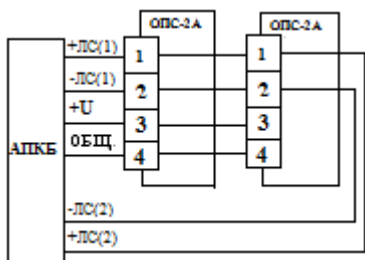 ОПС-2А ОПС-2А
+ЛС(1) 1 1
-ЛС(1) 2 2
+U 3 3
ОБЩ. 4 4
АПКБ
-ЛС(2)
+ЛС(2)